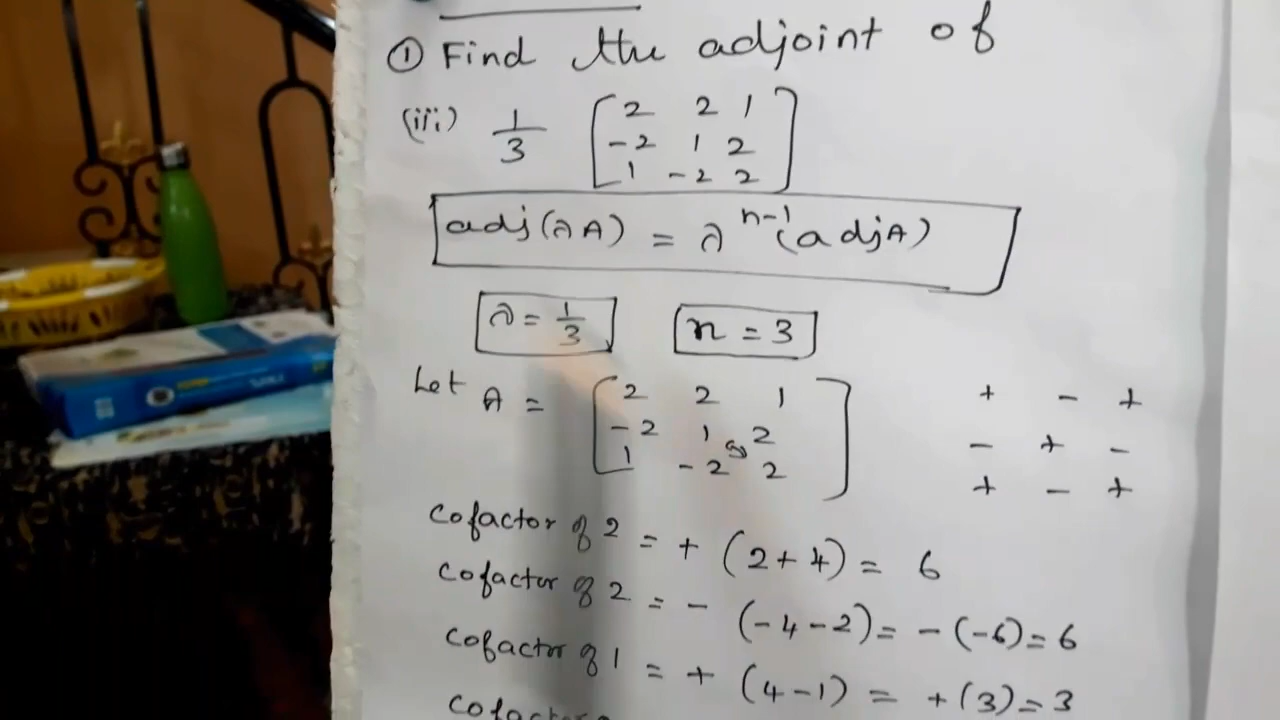 ① Find the adjoint of
(iii) 1/3 [ 2 2 1
-2 1 2
1 -2 2 ]
adj(λA) = λ^(n-1) (adjA)
λ = 1/3 n = 3
Let A = [ 2 2 1
-2 1 2
1 -2 2 ]
+ - +
- + -
+ - +
Cofactor of 2 = + (2+4) = 6
Cofactor of 2 = - (-4-2) = -(-6) = 6
Cofactor of 1 = + (4-1) = +(3) = 3